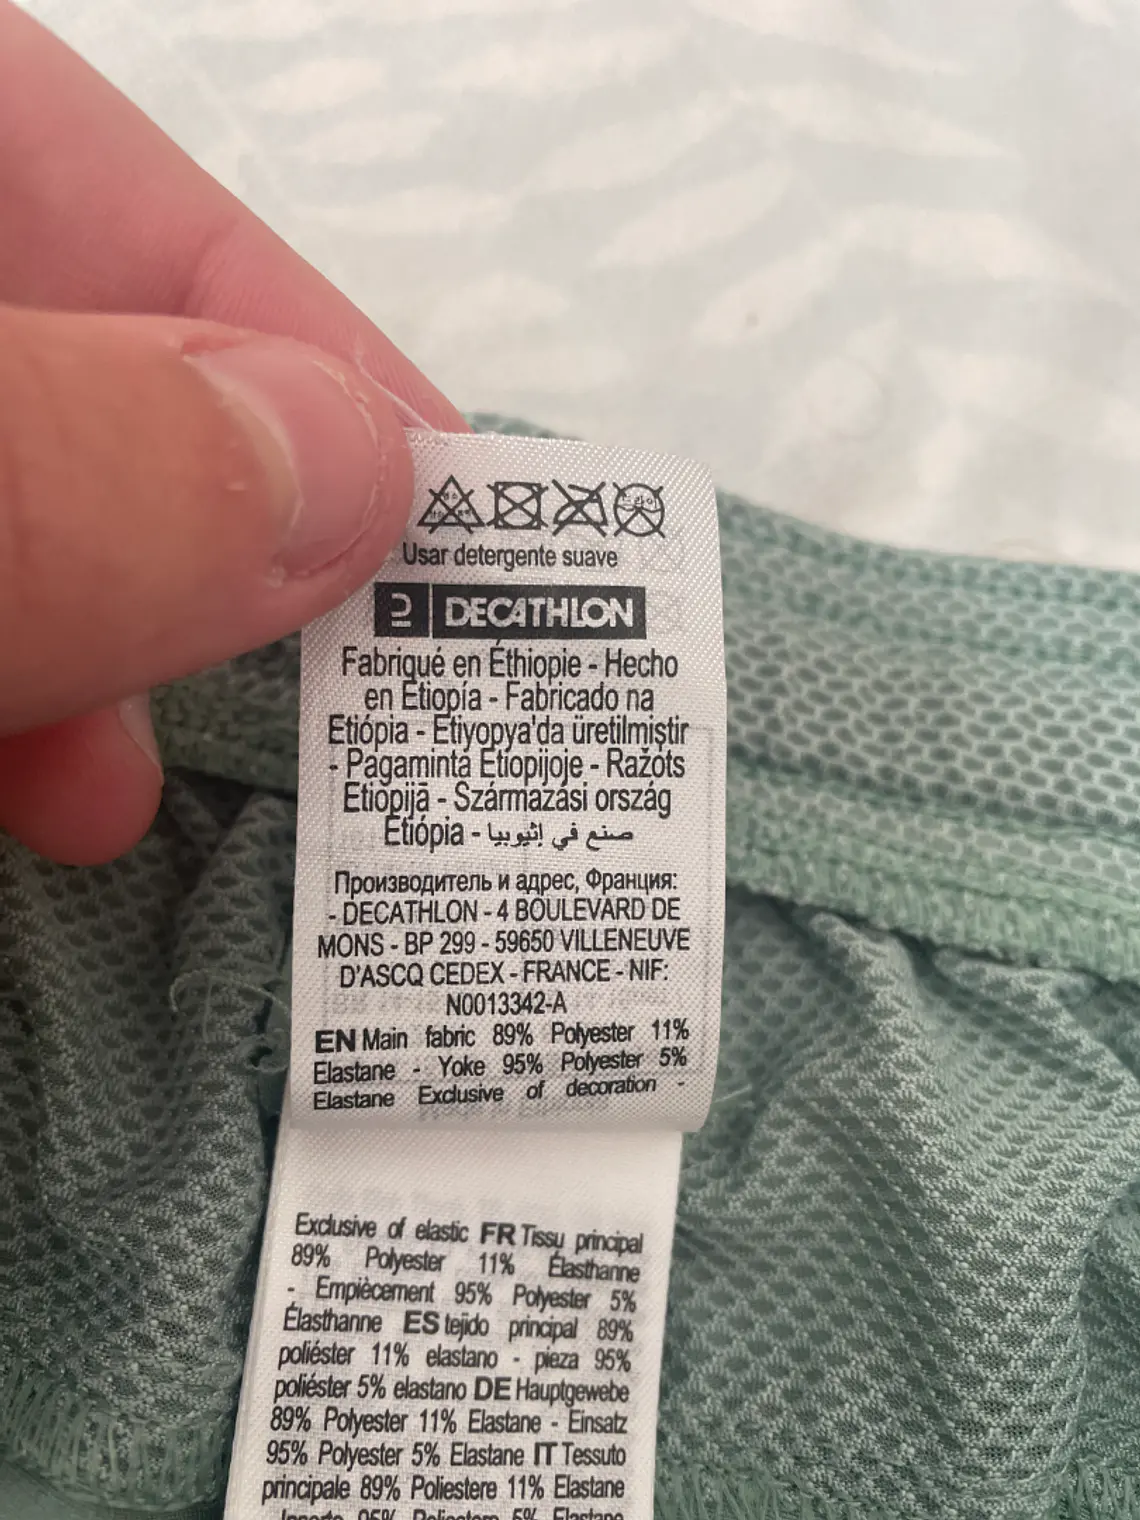 Usar detergente suave
DECATHLON
Fabriqué en Éthiopie - Hecho
en Etiopía - Fabricado na
Etiópia - Etiyopya'da üretilmiştir
- Pagaminta Etiopijoje - Ražots
Etiopijā - Származási ország
Etiópia - صنع في إثيوبيا
Производитель и адрес, Франция:
- DECATHLON - 4 BOULEVARD DE
MONS - BP 299 - 59650 VILLENEUVE
D'ASCQ CEDEX - FRANCE - NIF:
N0013342-A
EN Main fabric 89% Polyester 11%
Elastane - Yoke 95% Polyester 5%
Elastane Exclusive of decoration -
Exclusive of elastic FR Tissu principal
89% Polyester 11% Élasthanne
- Empiècement 95% Polyester 5%
Élasthanne ES tejido principal 89%
poliéster 11% elastano - pieza 95%
poliéster 5% elastano DE Hauptgewebe
89% Polyester 11% Elastane - Einsatz
95% Polyester 5% Elastane IT Tessuto
principale 89% Poliestere 11% Elastane
95% 5% Elastane